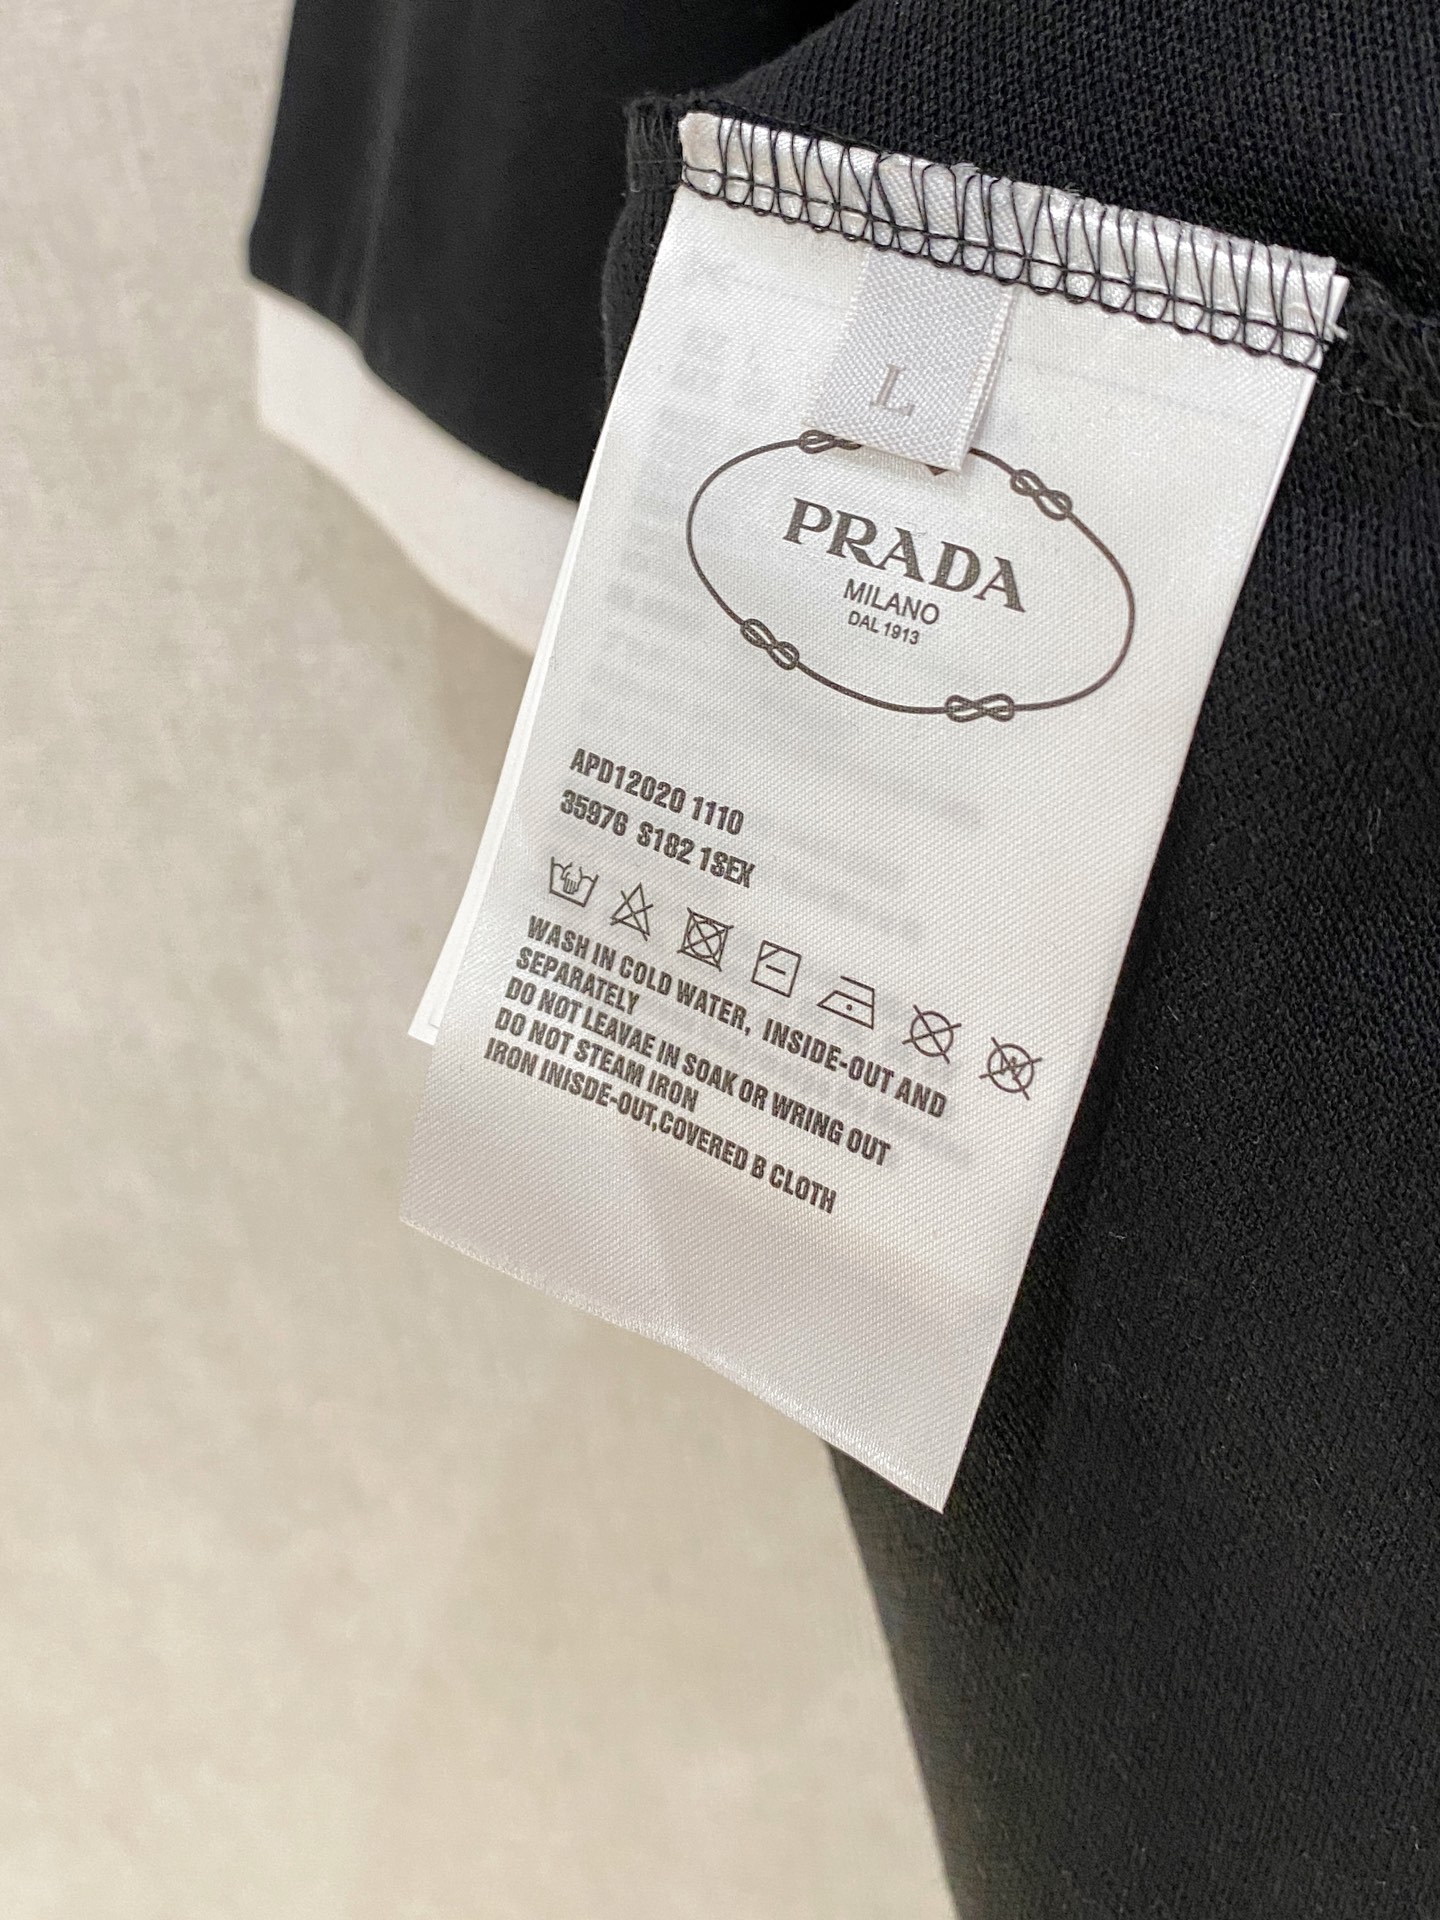 L
PRADA
MILANO
DAL 1913
APD12020 1110
35976 S182 1SEX
WASH IN COLD WATER, INSIDE-OUT AND
SEPARATELY
DO NOT LEAVAE IN SOAK OR WRING OUT
DO NOT STEAM IRON
IRON INISDE-OUT,COVERED B CLOTH